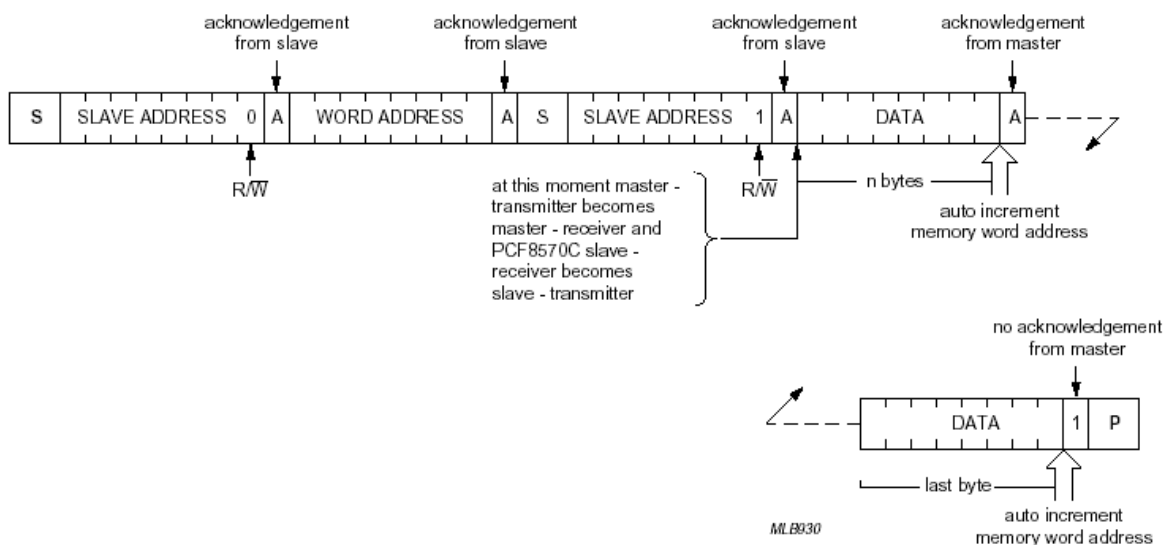 acknowledgement
from slave
acknowledgement
from slave
acknowledgement
from slave
acknowledgement
from master
S SLAVE ADDRESS 0 A WORD ADDRESS A S SLAVE ADDRESS 1 A DATA A
R/W̅
at this moment master -
transmitter becomes
master - receiver and
PCF8570C slave -
receiver becomes
slave - transmitter
R/W̅
n bytes
auto increment
memory word address
no acknowledgement
from master
DATA 1 P
last byte
auto increment
memory word address
MLB930